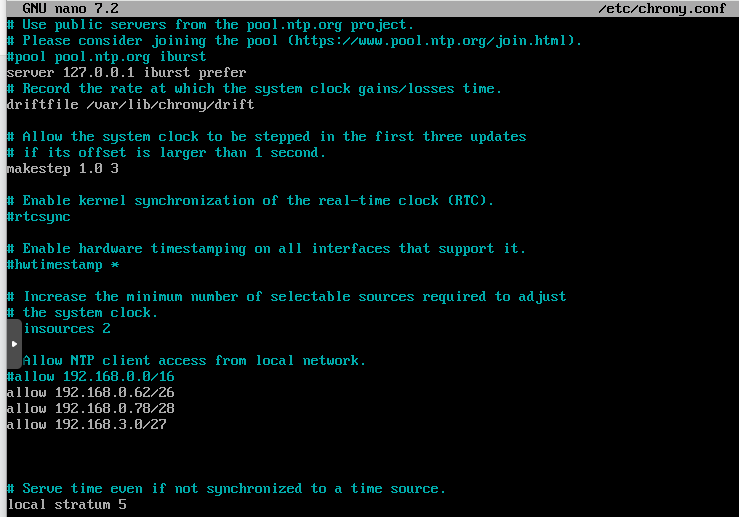 GNU nano 7.2 /etc/chrony.conf
# Use public servers from the pool.ntp.org project.
# Please consider joining the pool (https://www.pool.ntp.org/join.html).
#pool pool.ntp.org iburst
server 127.0.0.1 iburst prefer
# Record the rate at which the system clock gains/losses time.
driftfile /var/lib/chrony/drift
# Allow the system clock to be stepped in the first three updates
# if its offset is larger than 1 second.
makestep 1.0 3
# Enable kernel synchronization of the real-time clock (RTC).
#rtcsync
# Enable hardware timestamping on all interfaces that support it.
#hwtimestamp *
# Increase the minimum number of selectable sources required to adjust
# the system clock.
insources 2
Allow NTP client access from local network.
#allow 192.168.0.0/16
allow 192.168.0.62/26
allow 192.168.0.78/28
allow 192.168.3.0/27
# Serve time even if not synchronized to a time source.
local stratum 5